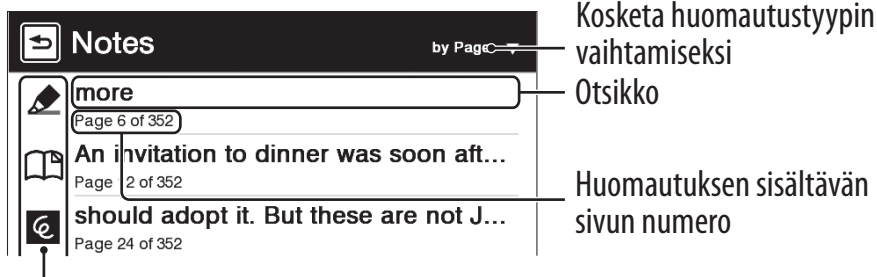 Notes
by Page
more
Page 6 of 352
An invitation to dinner was soon aft...
Page 12 of 352
should adopt it. But these are not J...
Page 24 of 352
Kosketa huomautustyypin
vaihtamiseksi
Otsikko
Huomautuksen sisältävän
sivun numero